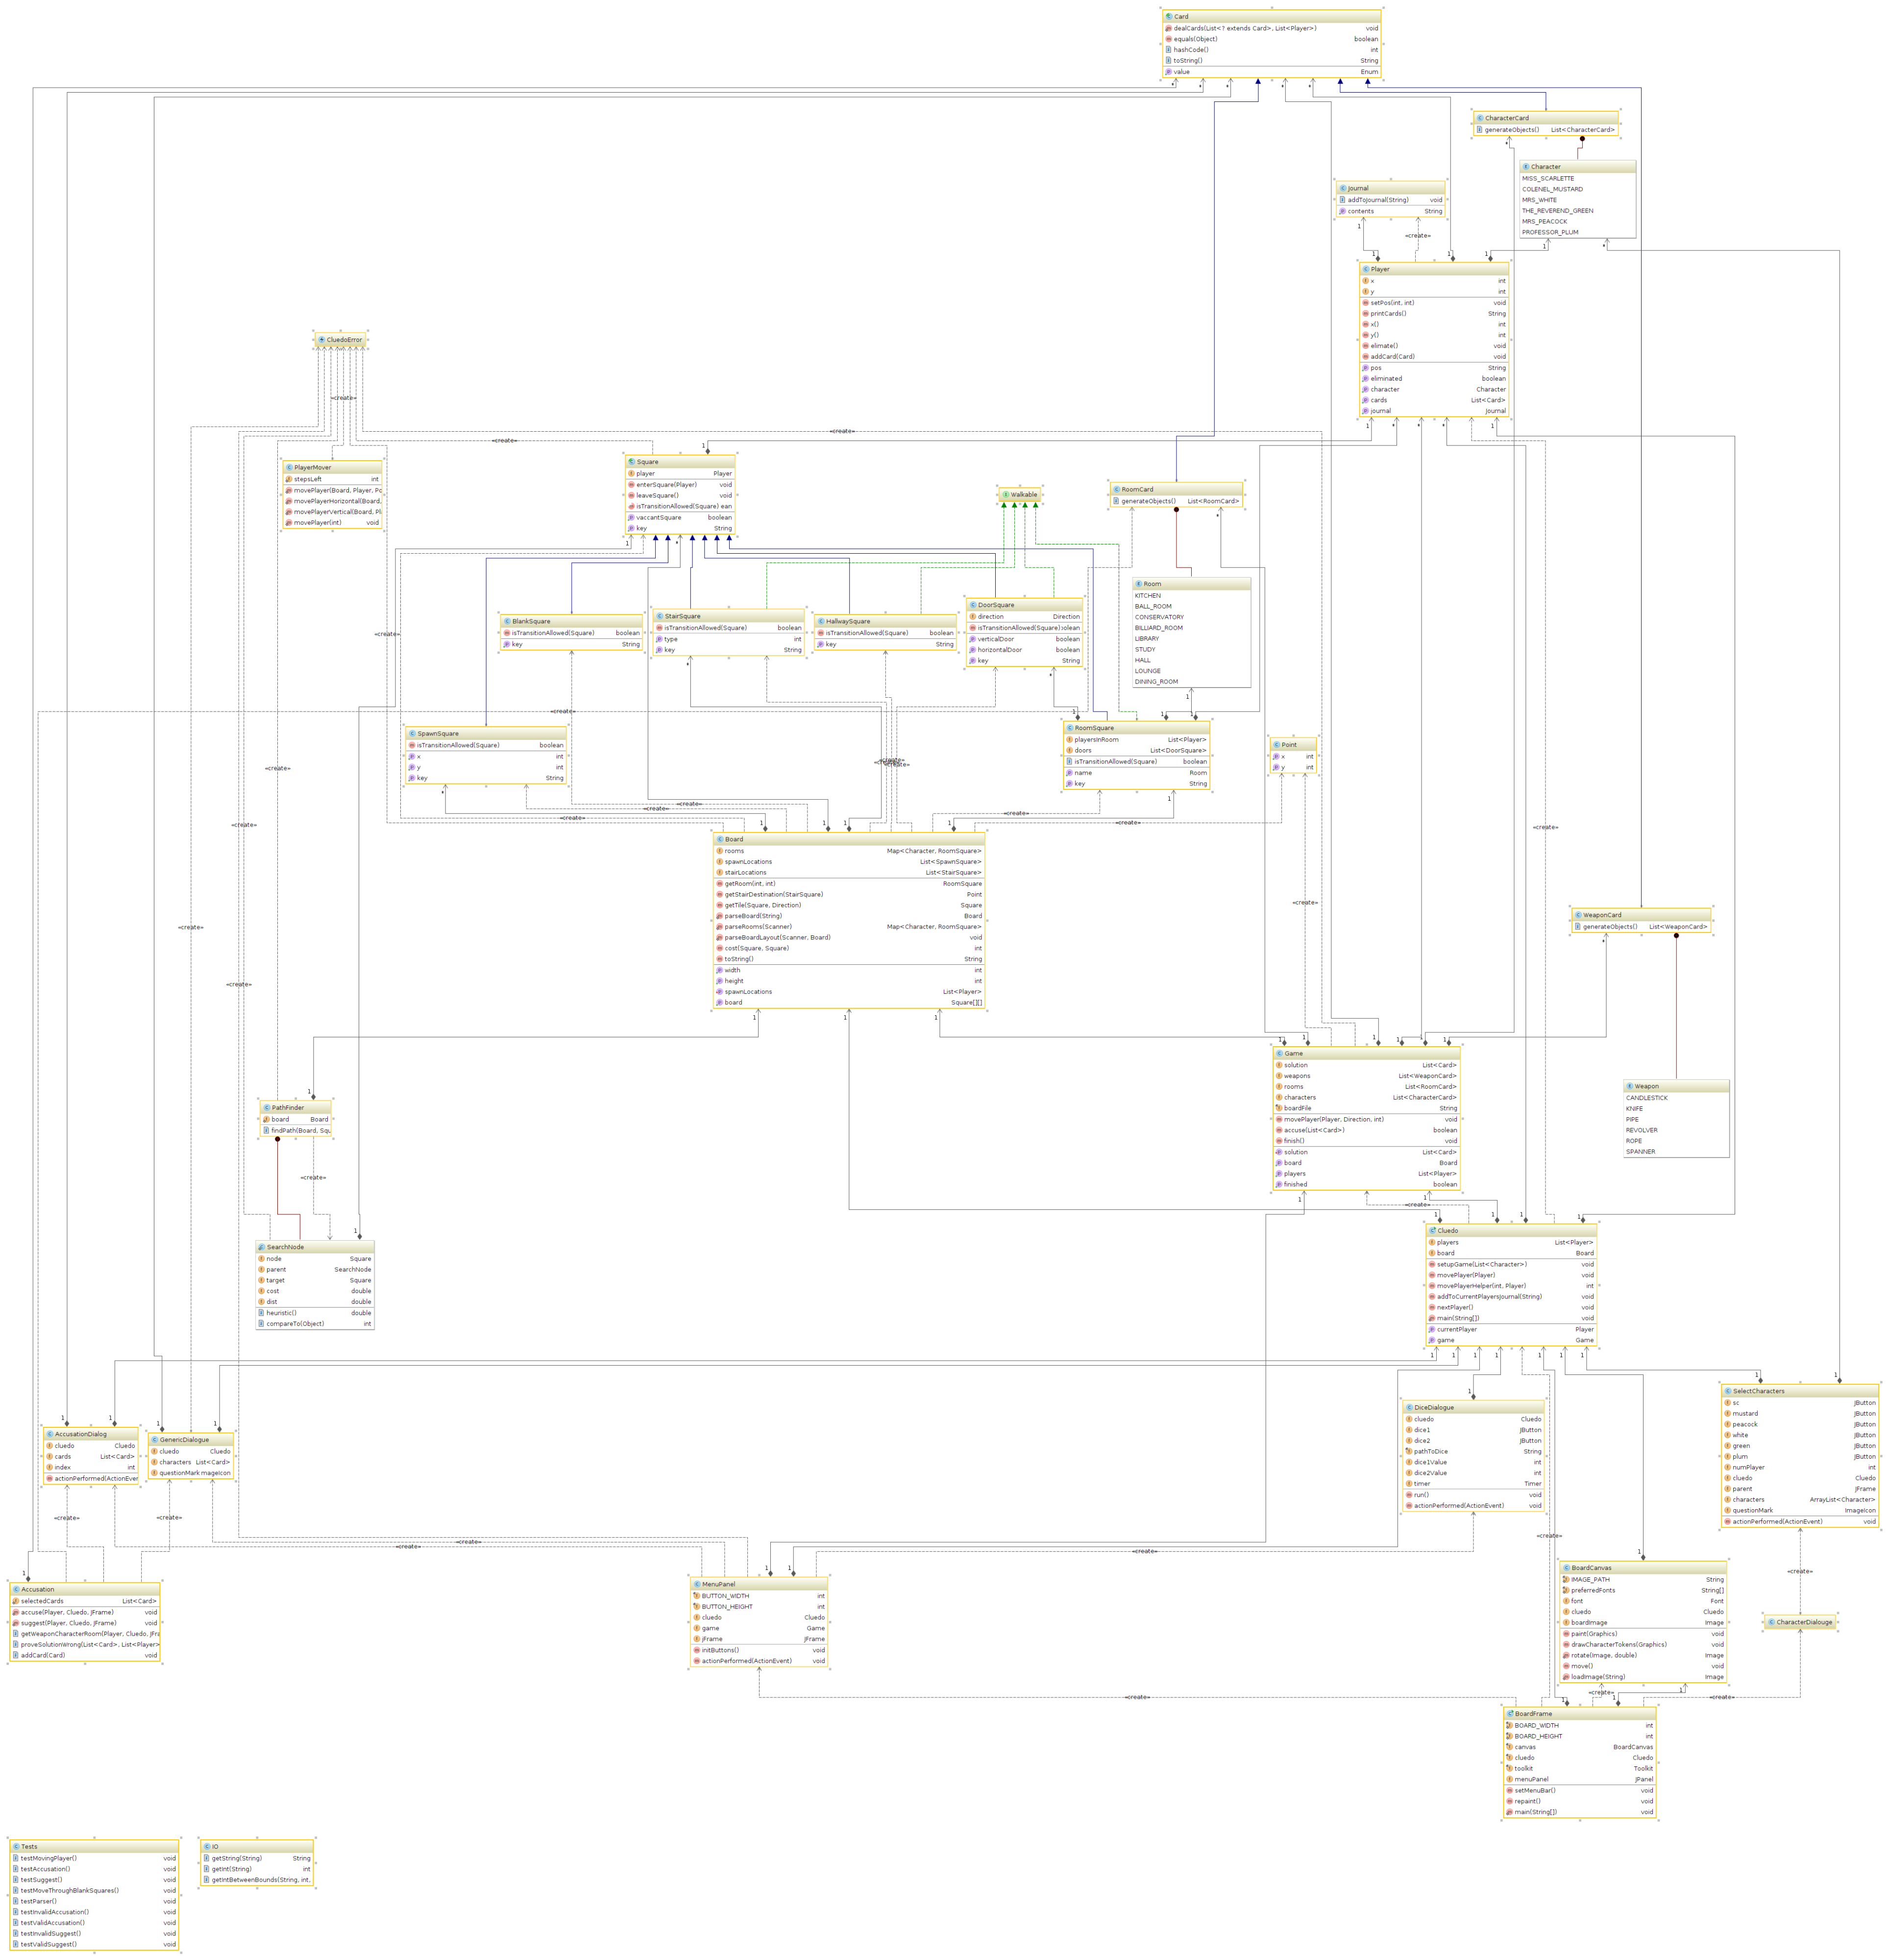 Card
dealCards(List<? extends Card>, List<Player>) void
equals(Object) boolean
hashCode() int
toString() String
value Enum
CharacterCard
generateObjects() List<CharacterCard>
Character
MISS_SCARLETTE
COLENEL_MUSTARD
MRS_WHITE
THE_REVEREND_GREEN
MRS_PEACOCK
PROFESSOR_PLUM
Journal
addToJournal(String) void
contents String
«create»
Player
x int
y int
setPos(int, int) void
printCards() String
x() int
y() int
elimate() void
addCard(Card) void
pos String
eliminated boolean
character Character
cards List<Card>
journal Journal
CluedoError
«create»
«create»
«create»
PlayerMover
stepsLeft int
movePlayer(Board, Player, Po
movePlayerHorizontal(Board,
movePlayerVertical(Board, Pl
movePlayer(int) void
Square
player Player
enterSquare(Player) void
leaveSquare() void
isTransitionAllowed(Square) ean
vaccantSquare boolean
key String
Walkable
RoomCard
generateObjects() List<RoomCard>
Room
KITCHEN
BALL_ROOM
CONSERVATORY
BILLIARD_ROOM
LIBRARY
STUDY
HALL
LOUNGE
DINING_ROOM
BlankSquare
isTransitionAllowed(Square) boolean
key String
StairSquare
isTransitionAllowed(Square) boolean
type int
key String
HallwaySquare
isTransitionAllowed(Square) boolean
key String
DoorSquare
direction Direction
isTransitionAllowed(Square):olean
verticalDoor boolean
horizontalDoor boolean
key String
«create»
«create»
SpawnSquare
isTransitionAllowed(Square) boolean
x int
y int
key String
RoomSquare
playersInRoom List<Player>
doors List<DoorSquare>
isTransitionAllowed(Square) boolean
name Room
key String
Point
x int
y int
«create»
«create»
«create»
«create»
«create»
«create»
«create»
«create»
«create»
Board
rooms Map<Character, RoomSquare>
spawnLocations List<SpawnSquare>
stairLocations List<StairSquare>
getRoom(int, int) RoomSquare
getStairDestination(StairSquare) Point
getTile(Square, Direction) Square
parseBoard(String) Board
parseRooms(Scanner) Map<Character, RoomSquare>
parseBoardLayout(Scanner, Board) void
cost(Square, Square) int
toString() String
width int
height int
spawnLocations List<Player>
board Square[][]
«create»
«create»
«create»
WeaponCard
generateObjects() List<WeaponCard>
Weapon
CANDLESTICK
KNIFE
PIPE
REVOLVER
ROPE
SPANNER
Game
solution List<Card>
weapons List<WeaponCard>
rooms List<RoomCard>
characters List<CharacterCard>
boardFile String
movePlayer(Player, Direction, int) void
accuse(List<Card>) boolean
finish() void
solution List<Card>
board Board
players List<Player>
finished boolean
PathFinder
board Board
findPath(Board, Squ
«create»
«create»
SearchNode
node Square
parent SearchNode
target Square
cost double
dist double
heuristic() double
compareTo(Object) int
Cluedo
players List<Player>
board Board
setupGame(List<Character>) void
movePlayer(Player) void
movePlayerHelper(int, Player) int
addToCurrentPlayersJournal(String) void
nextPlayer() void
main(String[]) void
currentPlayer Player
game Game
AccusationDialog
cluedo Cluedo
cards List<Card>
index int
actionPerformed(ActionEver
GenericDialogue
cluedo Cluedo
characters List<Card>
questionMark mageIcon
DiceDialogue
cluedo Cluedo
dice1 JButton
dice2 JButton
pathToDice String
dice1Value int
dice2Value int
timer Timer
run() void
actionPerformed(ActionEvent) void
SelectCharacters
sc JButton
mustard JButton
peacock JButton
white JButton
green JButton
plum JButton
numPlayer int
cluedo Cluedo
parent JFrame
characters ArrayList<Character>
questionMark ImageIcon
actionPerformed(ActionEvent) void
«create»
«create»
«create»
«create»
«create»
«create»
«create»
Accusation
selectedCards List<Card>
accuse(Player, Cluedo, JFrame) void
suggest(Player, Cluedo, JFrame) void
getWeaponCharacterRoom(Player, Cluedo, JFra
proveSolutionWrong(List<Card>, List<Player>
addCard(Card) void
MenuPanel
BUTTON_WIDTH int
BUTTON_HEIGHT int
cluedo Cluedo
game Game
jFrame JFrame
initButtons() void
actionPerformed(ActionEvent) void
BoardCanvas
IMAGE_PATH String
preferredFonts String[]
font Font
cluedo Cluedo
boardImage Image
paint(Graphics) void
drawCharacterTokens(Graphics) void
rotate(Image, double) Image
move() void
loadImage(String) Image
CharacterDialouge
«create»
«create»
«create»
BoardFrame
BOARD_WIDTH int
BOARD_HEIGHT int
canvas BoardCanvas
cluedo Cluedo
toolkit Toolkit
menuPanel JPanel
setMenuBar() void
repaint() void
main(String[]) void
Tests
testMovingPlayer() void
testAccusation() void
testSuggest() void
testMoveThroughBlankSquares() void
testParser() void
testInvalidAccusation() void
testValidAccusation() void
testInvalidSuggest() void
testValidSuggest() void
IO
getString(String) String
getInt(String) int
getIntBetweenBounds(String, int,